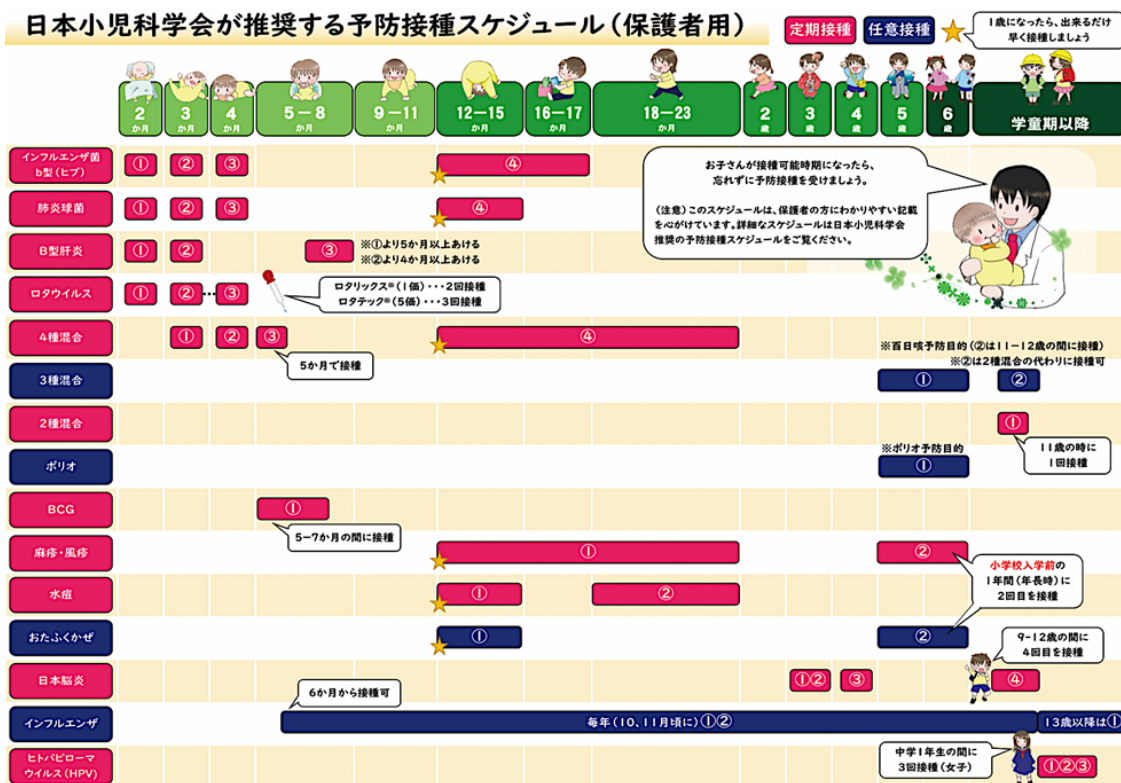 日本小児科学会が推奨する予防接種スケジュール（保護者用）
定期接種
任意接種
1歳になったら、出来るだけ
早く接種しましょう
2
か月
3
か月
4
か月
5－8
か月
9－11
か月
12－15
か月
16－17
か月
18－23
か月
2
歳
3
歳
4
歳
5
歳
6
歳
学童期以降
お子さんが接種可能時期になったら、
忘れずに予防接種を受けましょう。
（注意）このスケジュールは、保護者の方にわかりやすい記載
を心がけています。詳細なスケジュールは日本小児科学会
推奨の予防接種スケジュールをご覧ください。
インフルエンザ菌
b型（ヒブ）
① ② ③ ④
肺炎球菌
① ② ③ ④
B型肝炎
① ② ③
※①より5か月以上あける
※②より4か月以上あける
ロタウイルス
① ②…③
ロタリックス®（1価）・・・2回接種
ロタテック®（5価）・・・3回接種
4種混合
① ② ③ ④
5か月で接種
※百日咳予防目的（②は11－12歳の間に接種）
※②は2種混合の代わりに接種可
3種混合
① ②
2種混合
①
11歳の時に
1回接種
ポリオ
※ポリオ予防目的
①
BCG
①
5－7か月の間に接種
麻疹・風疹
① ②
小学校入学前の
1年間（年長時）に
2回目を接種
水痘
① ②
おたふくかぜ
① ②
9-12歳の間に
4回目を接種
日本脳炎
①② ③ ④
6か月から接種可
インフルエンザ
毎年（10、11月頃に）①②
13歳以降は①
ヒトパピローマ
ウイルス（HPV）
中学1年生の間に
3回接種（女子）
①②③